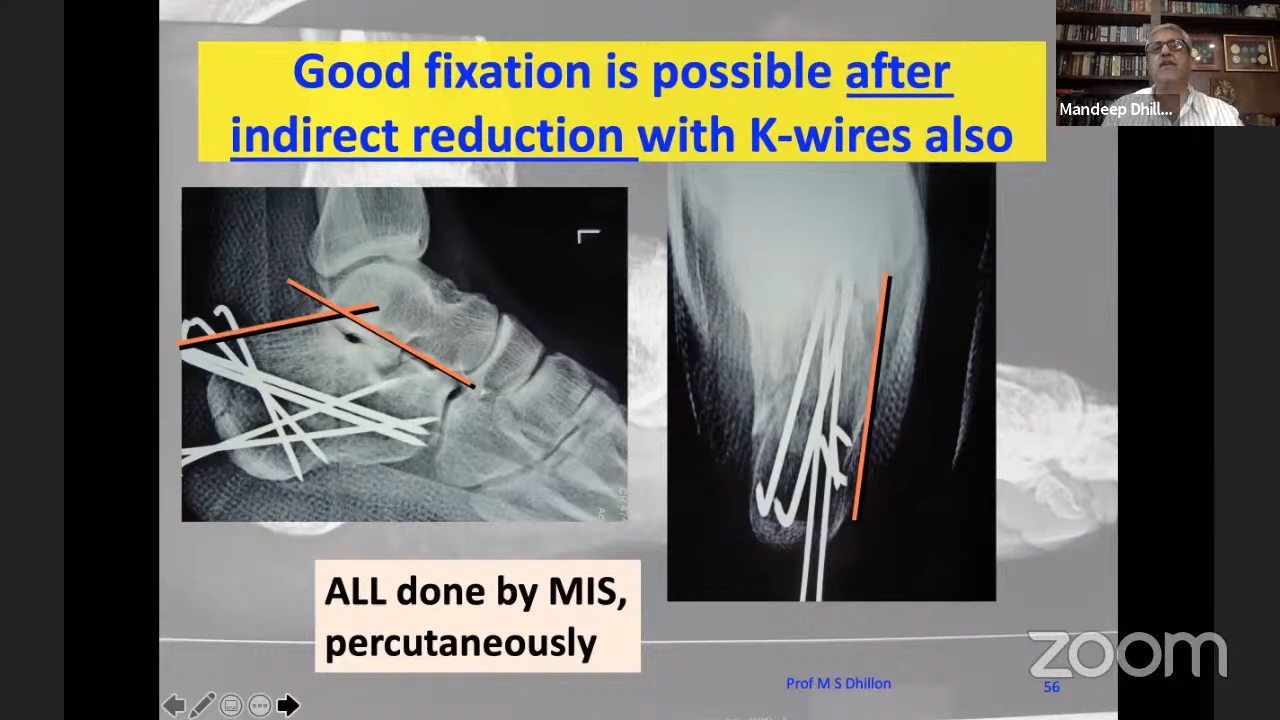 Good fixation is possible after
indirect reduction with K-wires also
Mandeep Dhill...
L
ALL done by MIS,
percutaneously
Prof M S Dhillon
56
zoom